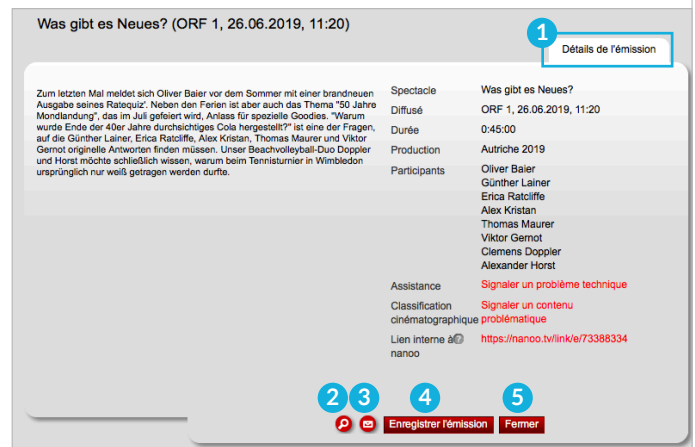 Was gibt es Neues? (ORF 1, 26.06.2019, 11:20)
1
Détails de l'émission
Zum letzten Mal meldet sich Oliver Baier vor dem Sommer mit einer brandneuen
Ausgabe seines Ratequiz'. Neben den Ferien ist aber auch das Thema "50 Jahre
Mondlandung", das im Juli gefeiert wird, Anlass für spezielle Goodies. "Warum
wurde Ende der 40er Jahre durchsichtiges Cola hergestellt?" ist eine der Fragen,
auf die Günther Lainer, Erica Ratcliffe, Alex Kristan, Thomas Maurer und Viktor
Gernot originelle Antworten finden müssen. Unser Beachvolleyball-Duo Doppler
und Horst möchte schließlich wissen, warum beim Tennisturnier in Wimbledon
ursprünglich nur weiß getragen werden durfte.
Spectacle Was gibt es Neues?
Diffusé ORF 1, 26.06.2019, 11:20
Durée 0:45:00
Production Autriche 2019
Participants Oliver Baier
Günther Lainer
Erica Ratcliffe
Alex Kristan
Thomas Maurer
Viktor Gernot
Clemens Doppler
Alexander Horst
Assistance Signaler un problème technique
Classification Signaler un contenu
cinématographique problématique
Lien interne à ? https://nanoo.tv/link/e/73388334
nanoo
2 3 4 5
Enregistrer l'émission Fermer